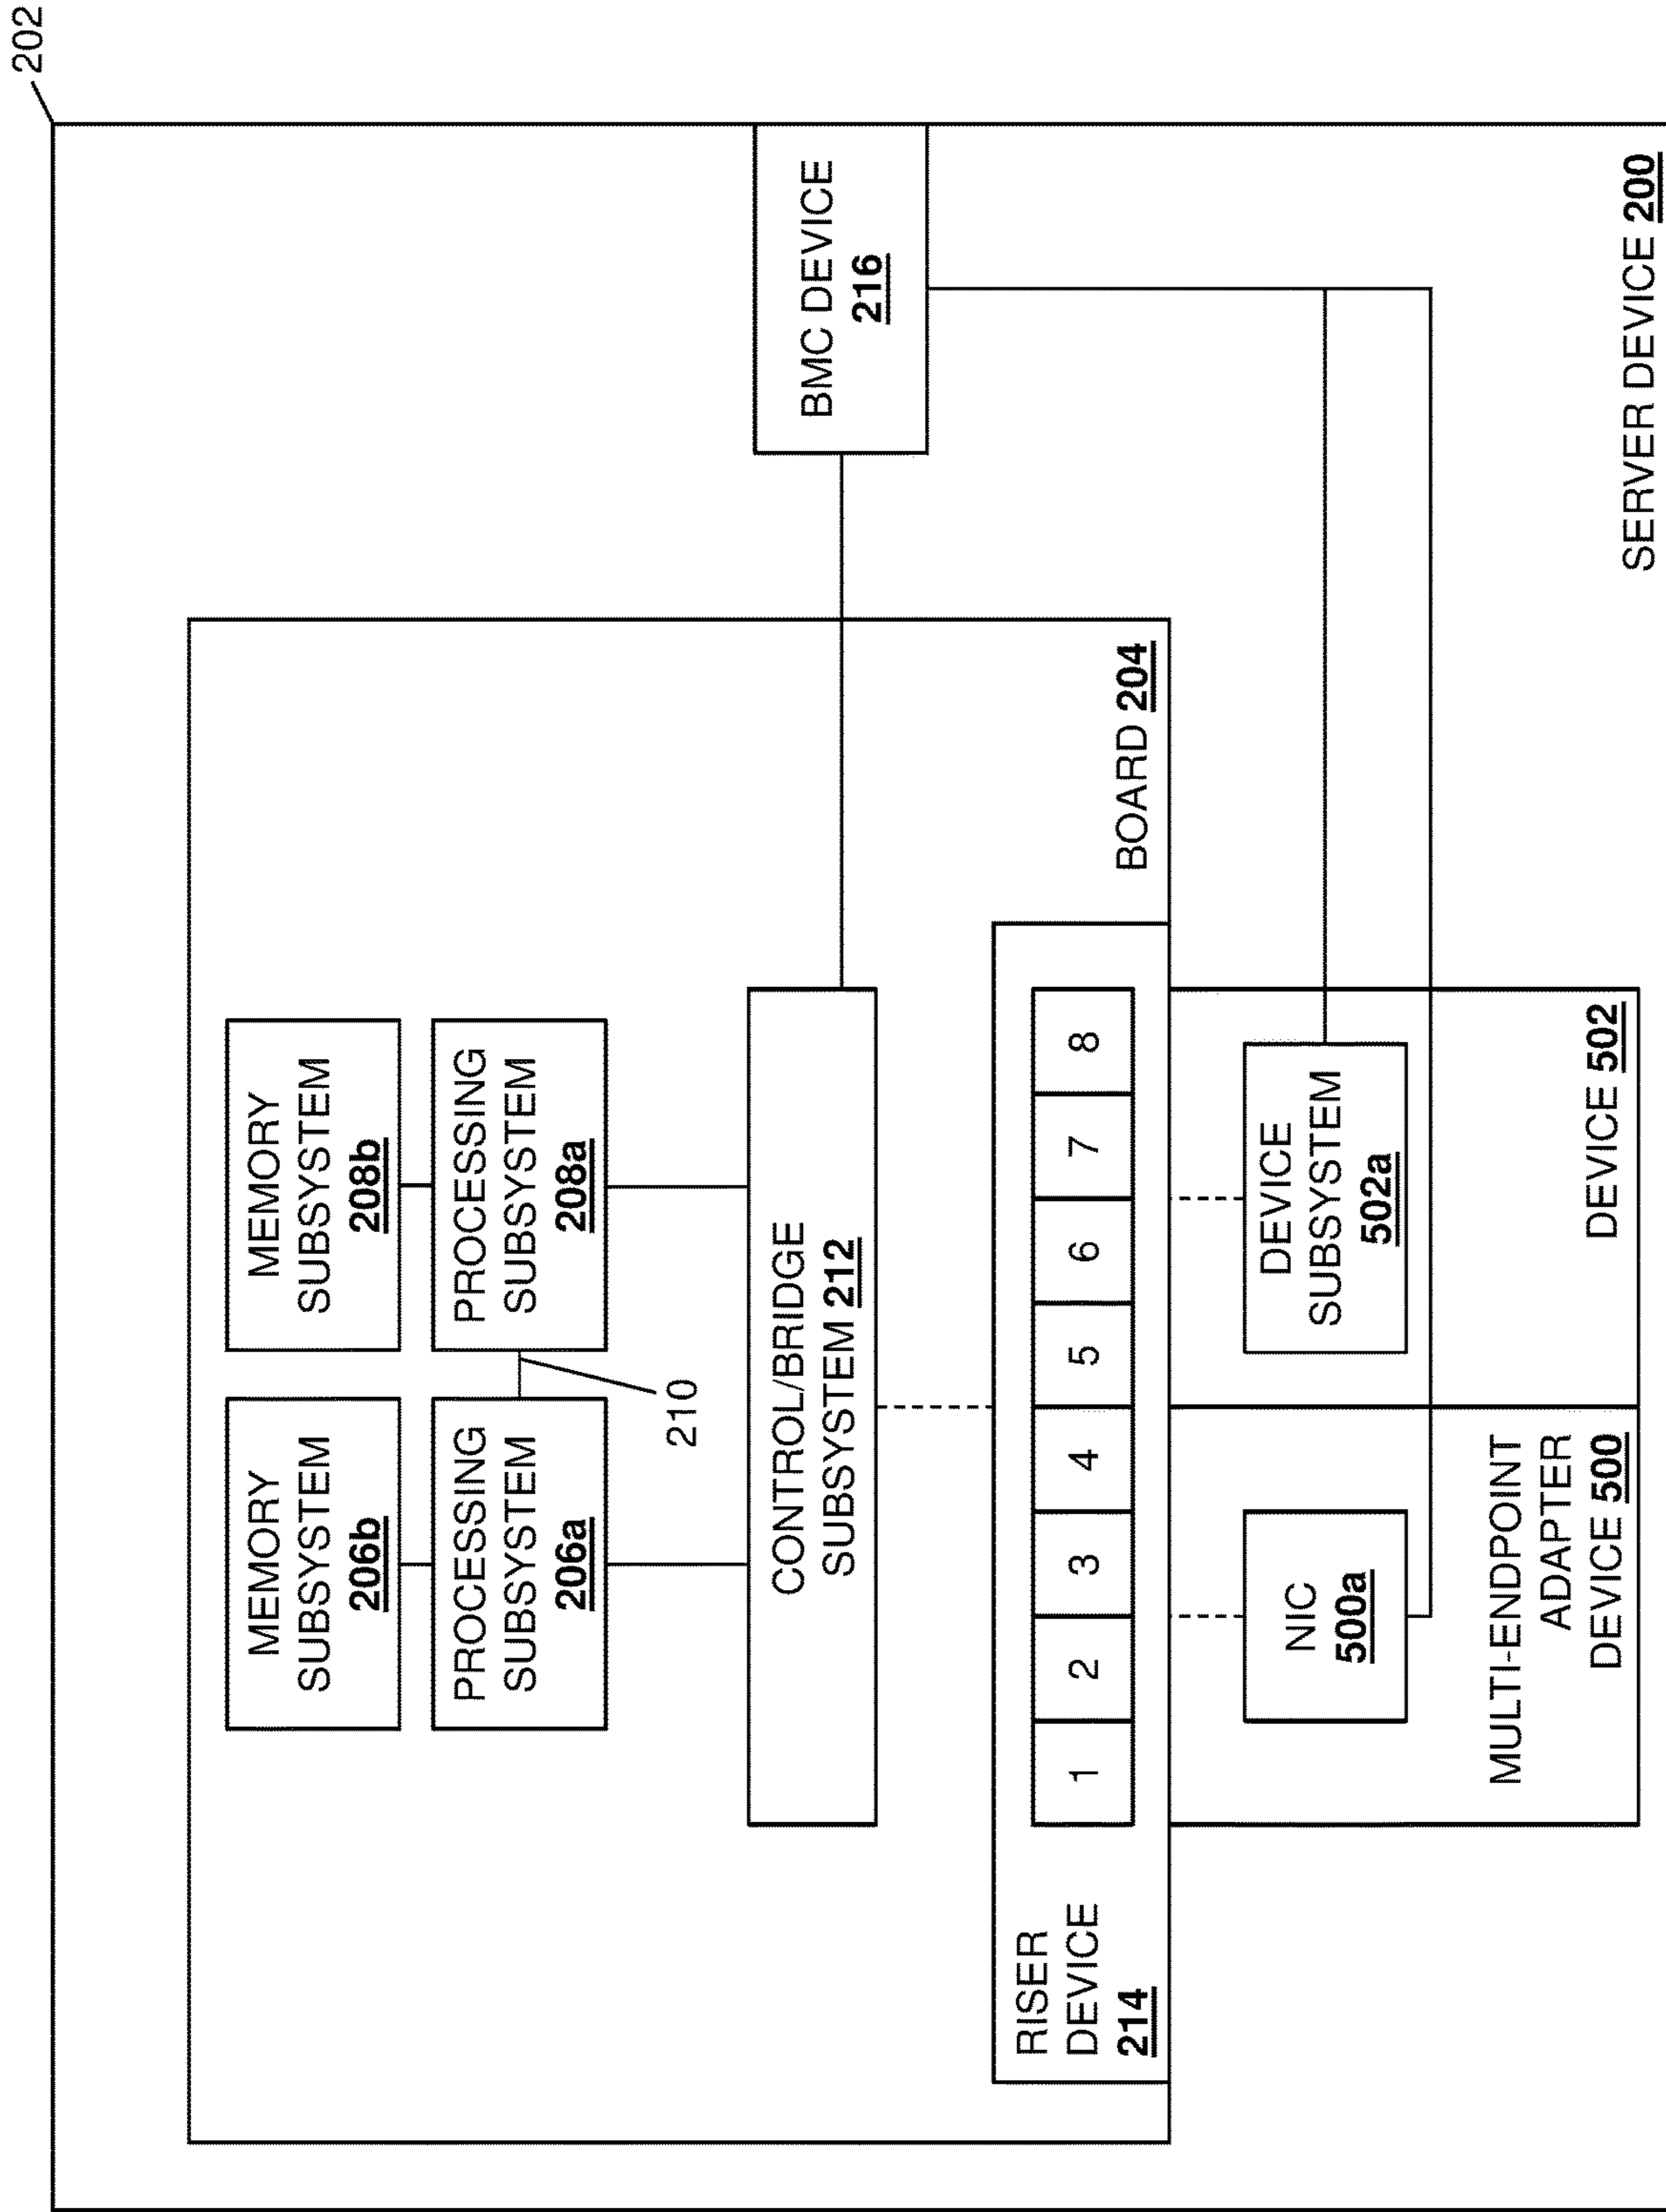 202
MEMORY
SUBSYSTEM
206b
MEMORY
SUBSYSTEM
208b
PROCESSING
SUBSYSTEM
206a
PROCESSING
SUBSYSTEM
208a
210
CONTROL/BRIDGE
SUBSYSTEM 212
BMC DEVICE
216
RISER
DEVICE
214
1 2 3 4 5 6 7 8
BOARD 204
NIC
500a
DEVICE
SUBSYSTEM
502a
MULTI-ENDPOINT
ADAPTER
DEVICE 500
DEVICE 502
SERVER DEVICE 200